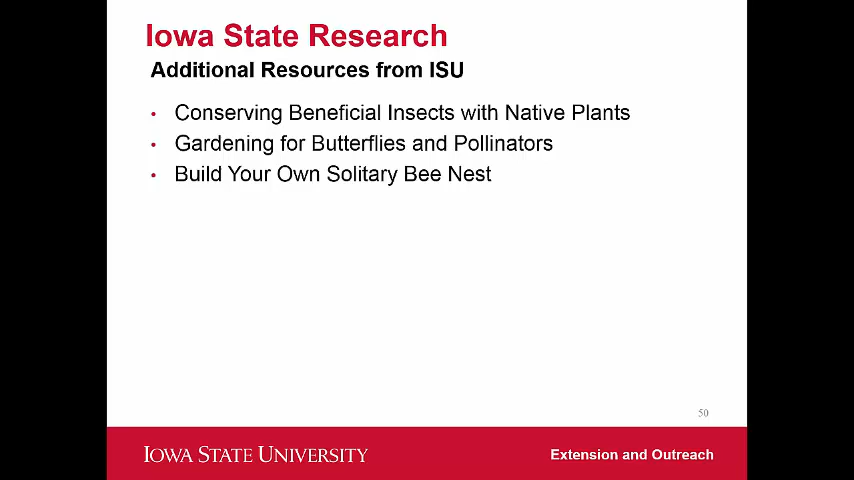 Iowa State Research
Additional Resources from ISU
• Conserving Beneficial Insects with Native Plants
• Gardening for Butterflies and Pollinators
• Build Your Own Solitary Bee Nest
50
IOWA STATE UNIVERSITY
Extension and Outreach